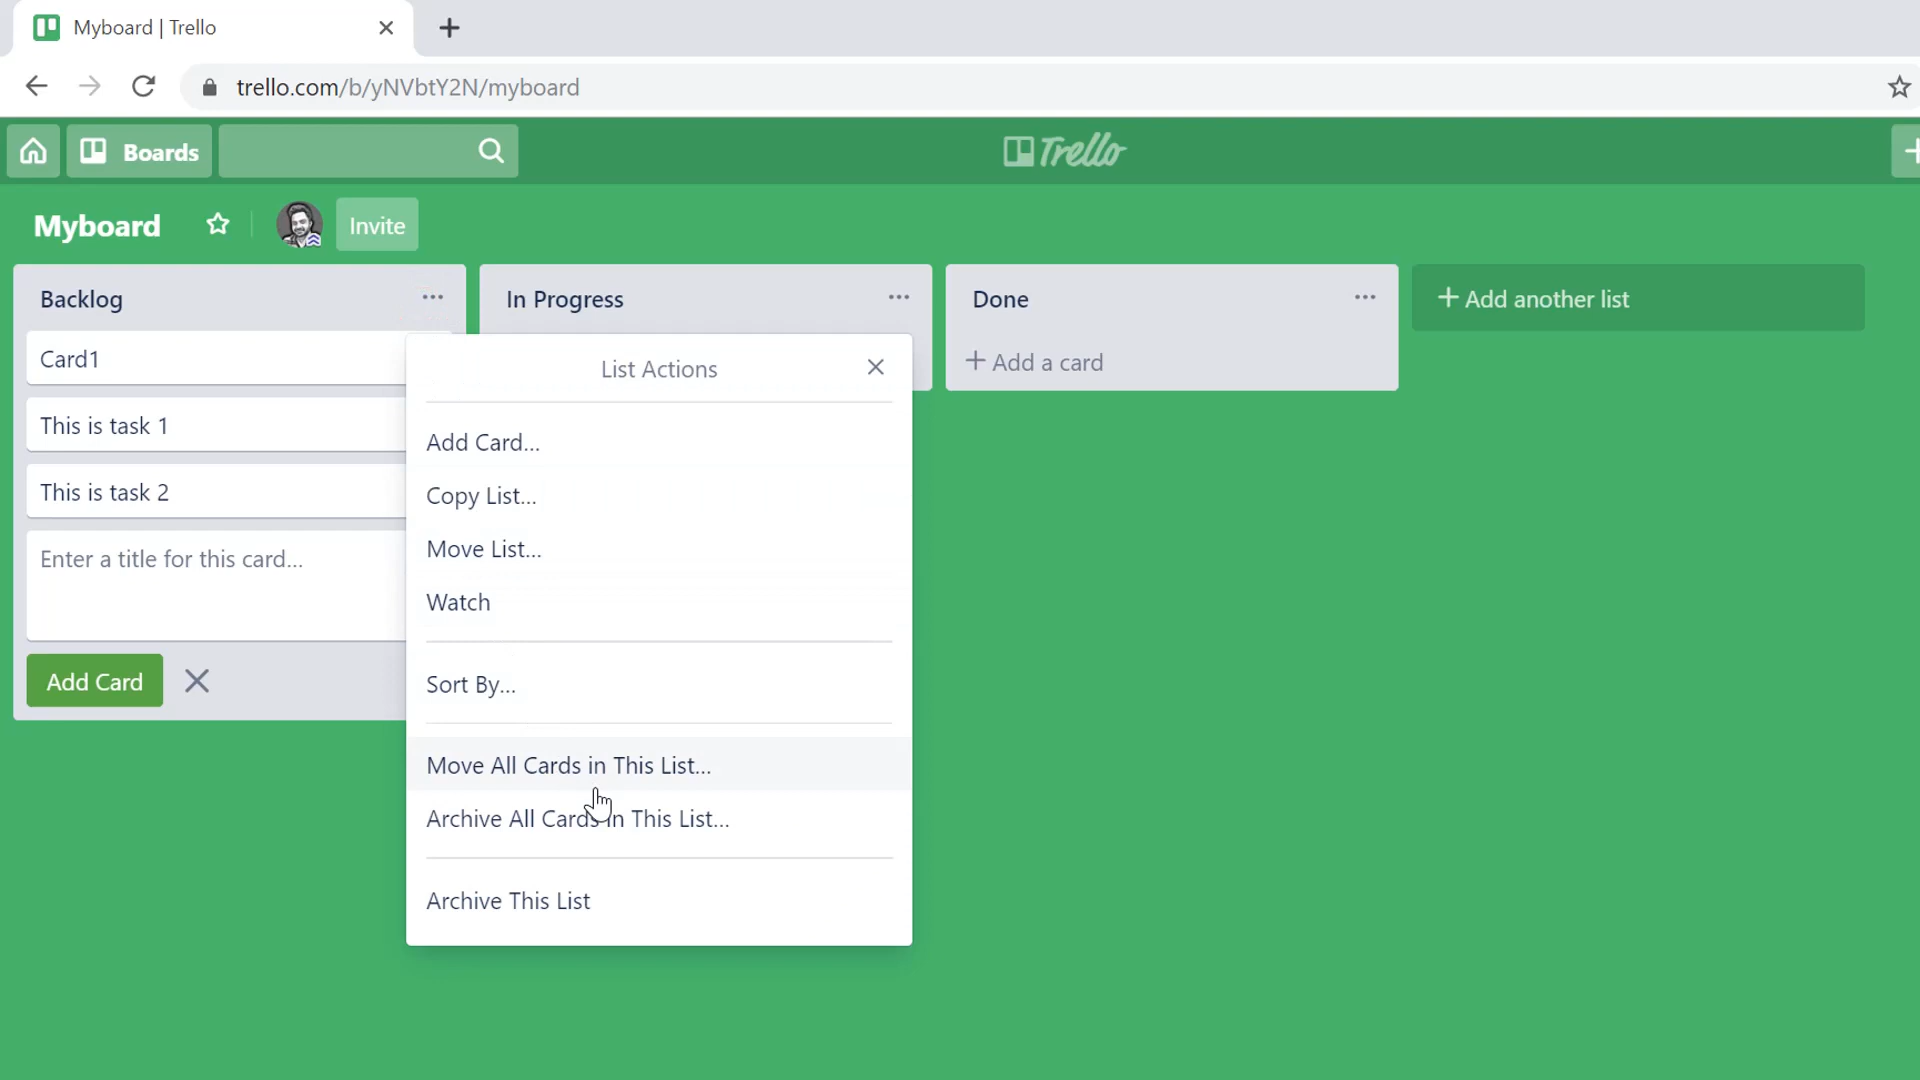 Myboard | Trello
trello.com/b/yNVbtY2N/myboard
Boards
Trello
Myboard
Invite
Backlog
Card1
This is task 1
This is task 2
Enter a title for this card...
Add Card
In Progress
Done
+ Add a card
+ Add another list
List Actions
Add Card...
Copy List...
Move List...
Watch
Sort By...
Move All Cards in This List...
Archive All Cards in This List...
Archive This List